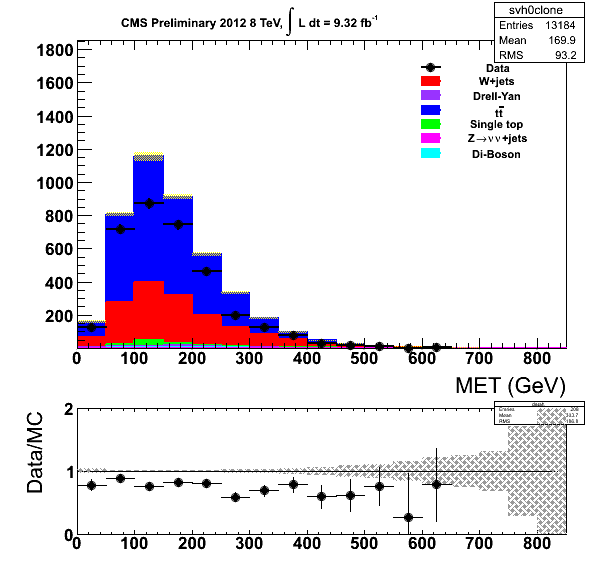 CMS Preliminary 2012 8 TeV, ∫ L dt = 9.32 fb⁻¹
svh0clone
Entries 13184
Mean 169.9
RMS 93.2
1800
1600
1400
1200
1000
800
600
400
200
Data
W+jets
Drell-Yan
tt̅
Single top
Z→νν+jets
Di-Boson
0 100 200 300 400 500 600 700 800
MET (GeV)
Data/MC
2
1
0
Entries
Mean
RMS
0 100 200 300 400 500 600 700 800